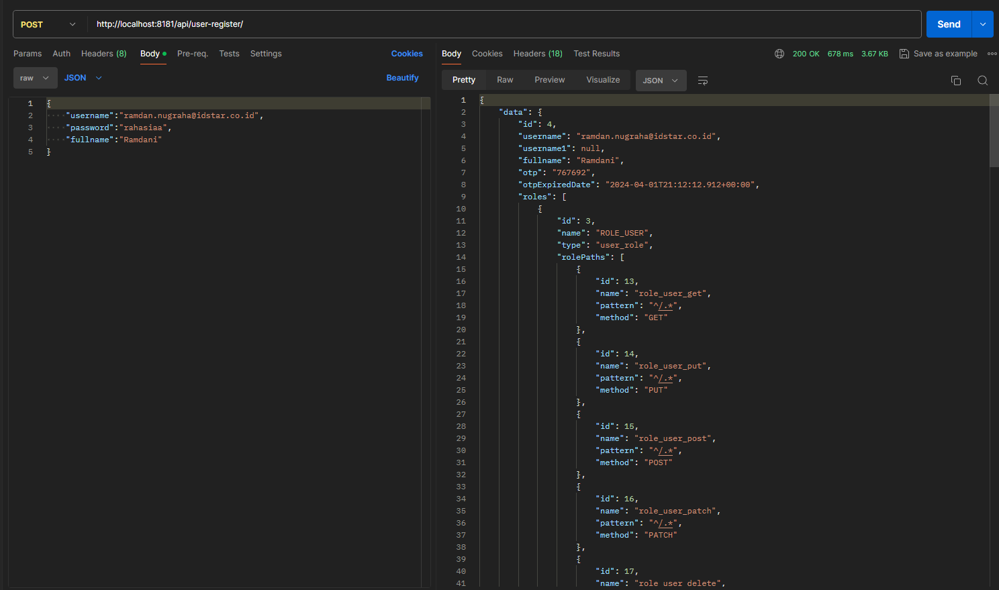 POST http://localhost:8181/api/user-register/ Send
Params Auth Headers (8) Body Pre-req. Tests Settings Cookies
raw JSON Beautify
1 {
2 "username":"ramdan.nugraha@idstar.co.id",
3 "password":"rahasiaa",
4 "fullname":"Ramdani"
5 }
Body Cookies Headers (18) Test Results 200 OK 678 ms 3.67 KB Save as example
Pretty Raw Preview Visualize JSON
1 {
2 "data": {
3 "id": 4,
4 "username": "ramdan.nugraha@idstar.co.id",
5 "username1": null,
6 "fullname": "Ramdani",
7 "otp": "767692",
8 "otpExpiredDate": "2024-04-01T21:12:12.912+00:00",
9 "roles": [
10 {
11 "id": 3,
12 "name": "ROLE_USER",
13 "type": "user_role",
14 "rolePaths": [
15 {
16 "id": 13,
17 "name": "role_user_get",
18 "pattern": "^/.*",
19 "method": "GET"
20 },
21 {
22 "id": 14,
23 "name": "role_user_put",
24 "pattern": "^/.*",
25 "method": "PUT"
26 },
27 {
28 "id": 15,
29 "name": "role_user_post",
30 "pattern": "^/.*",
31 "method": "POST"
32 },
33 {
34 "id": 16,
35 "name": "role_user_patch",
36 "pattern": "^/.*",
37 "method": "PATCH"
38 },
39 {
40 "id": 17,
41 "name": "role_user_delete",